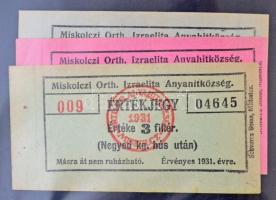 Miskolczi Orth. Izraelita Anyahitközség.
Miskolczi Orth. Izraelita Anyahitközség.
Miskolczi Orth. Izraelita Anyahitközség.
009 ÉRTÉKJEGY 04645
1931
Értéke 3 fillér.
(Negyed kg. hús után)
Másra át nem ruházható. Érvényes 1931. évre.